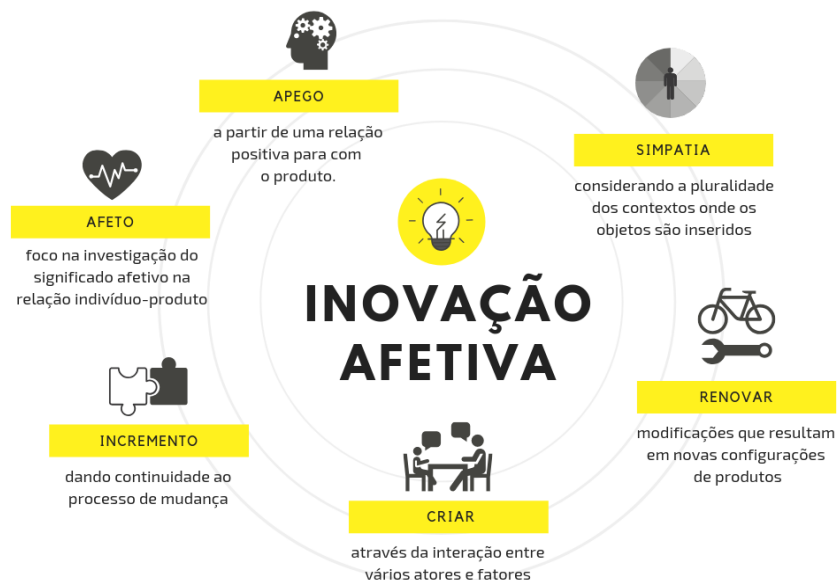 APEGO
a partir de uma relação
positiva para com
o produto.
SIMPATIA
considerando a pluralidade
dos contextos onde os
objetos são inseridos
AFETO
foco na investigação do
significado afetivo na
relação indivíduo-produto
INOVAÇÃO
AFETIVA
RENOVAR
modificações que resultam
em novas configurações
de produtos
INCREMENTO
dando continuidade ao
processo de mudança
CRIAR
através da interação entre
vários atores e fatores